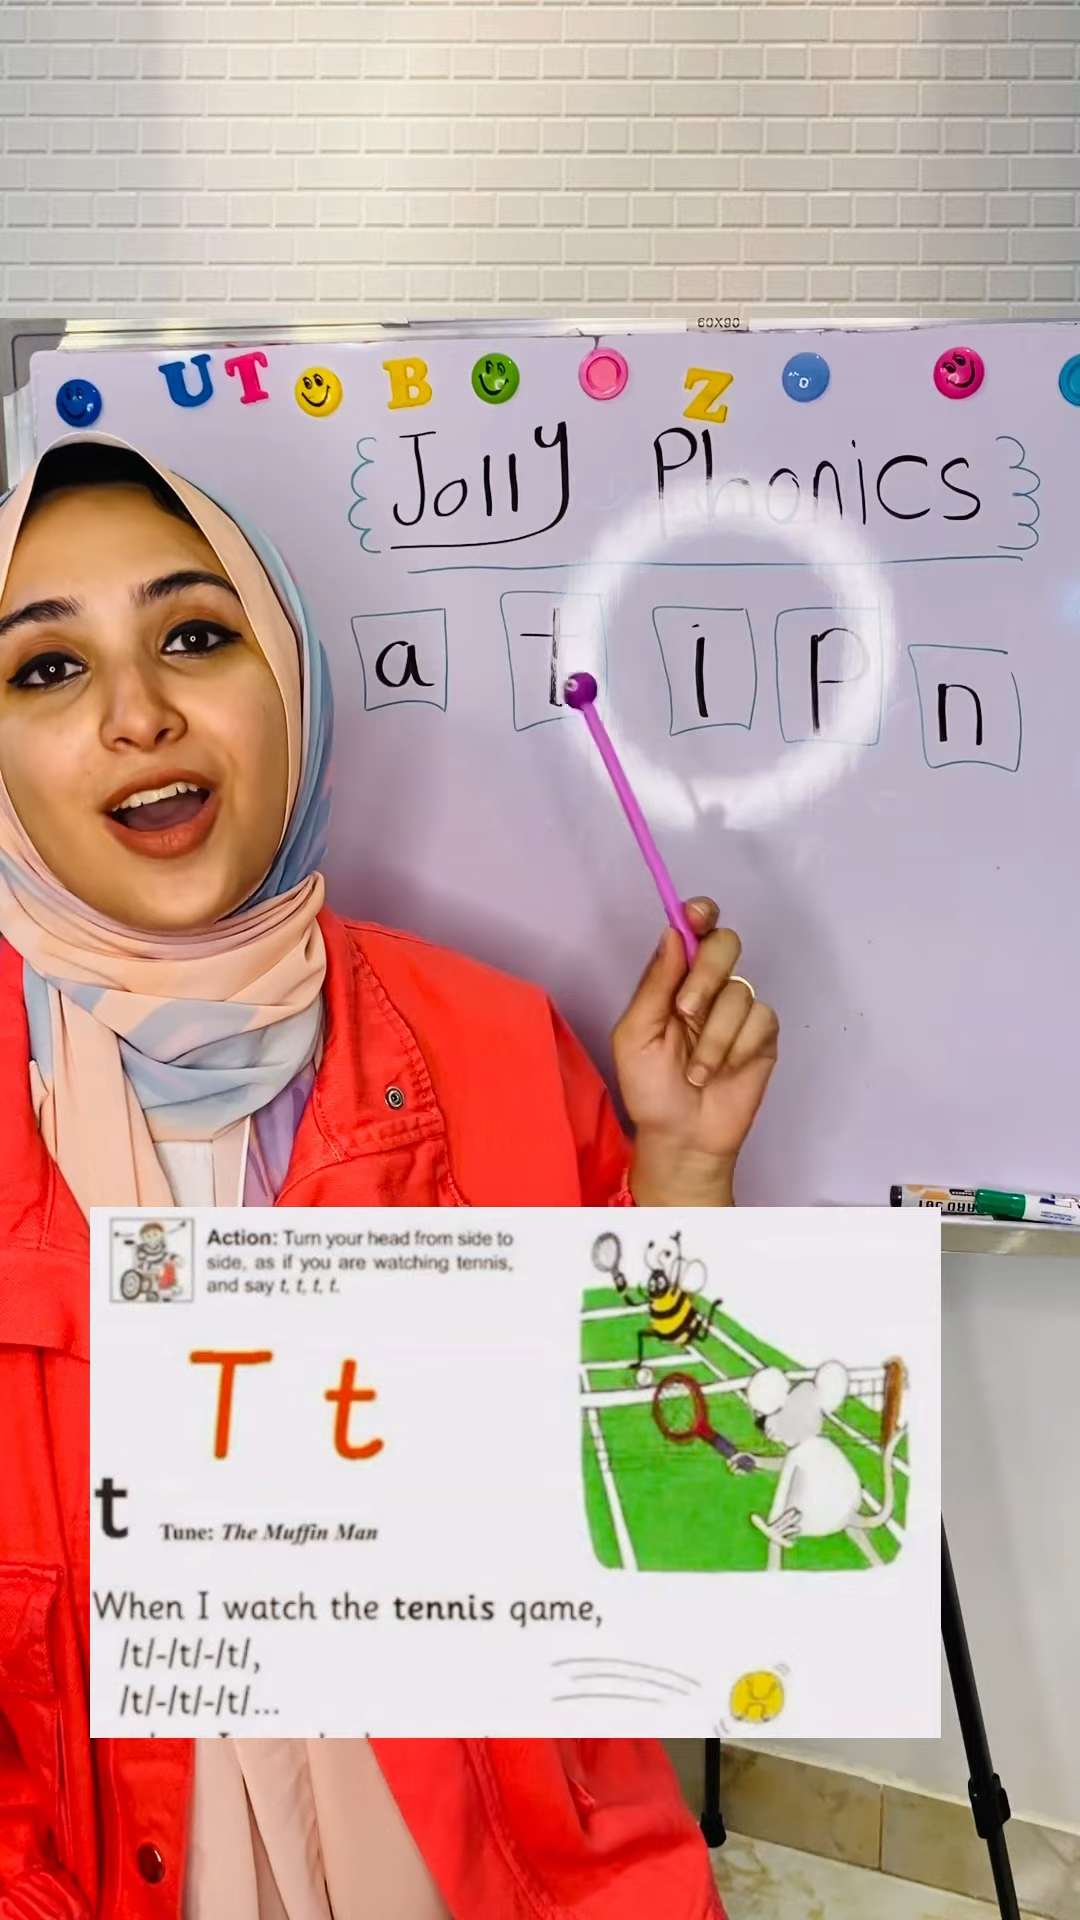 60X90
U T B Z
Jolly Phonics
a t i p n
Action: Turn your head from side to
side, as if you are watching tennis,
and say t, t, t, t.
T t
t
Tune: The Muffin Man
When I watch the tennis game,
/t/-/t/-/t/,
/t/-/t/-/t/...